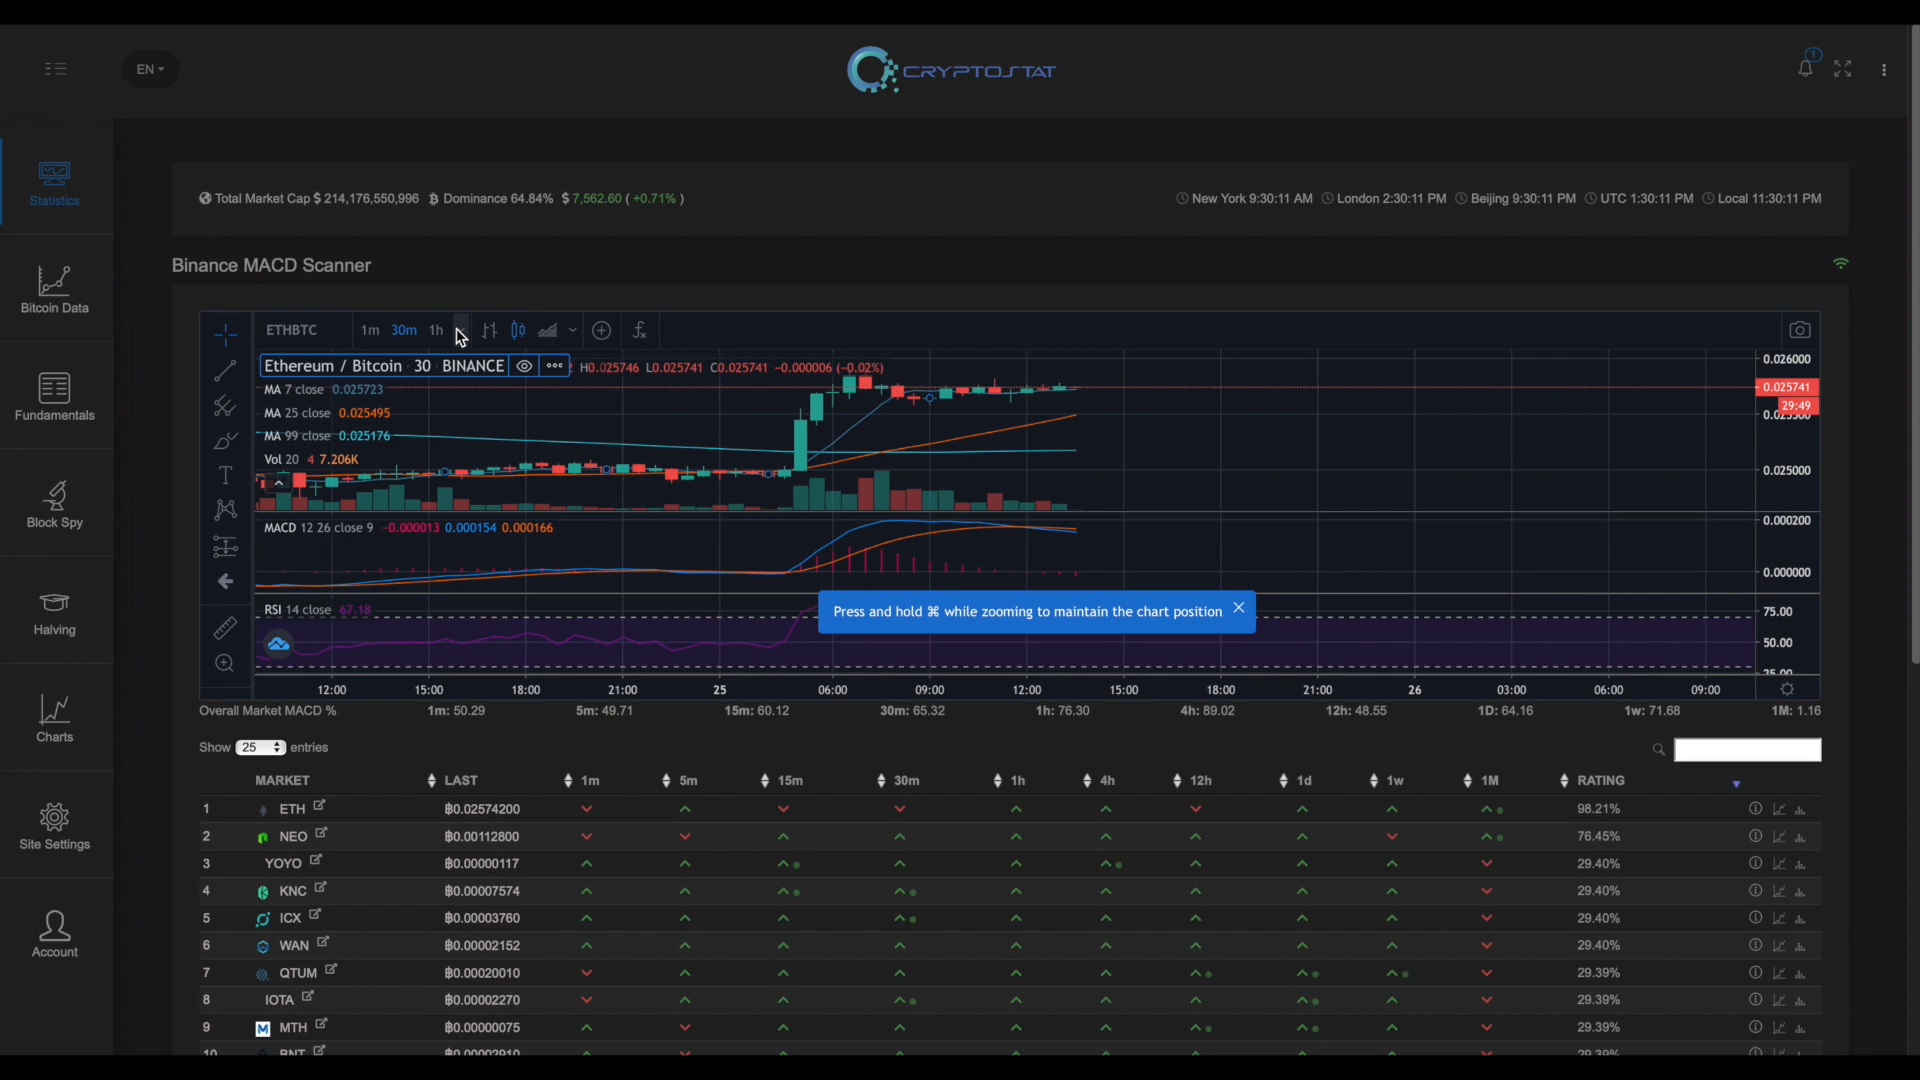 EN
CRYPTOSTAT
1
Statistics
Bitcoin Data
Fundamentals
Block Spy
Halving
Charts
Site Settings
Account
Total Market Cap $ 214,176,550,996 Dominance 64.84% $ 7,562.60 ( +0.71% )
New York 9:30:11 AM London 2:30:11 PM Beijing 9:30:11 PM UTC 1:30:11 PM Local 11:30:11 PM
Binance MACD Scanner
ETHBTC 1m 30m 1h
Ethereum / Bitcoin 30 BINANCE H0.025746 L0.025741 C0.025741 −0.000006 (−0.02%)
MA 7 close 0.025723
MA 25 close 0.025495
MA 99 close 0.025176
Vol 20 4 7.206K
0.026000
0.025741
29:49
0.025000
MACD 12 26 close 9 −0.000013 0.000154 0.000166
0.000200
0.000000
RSI 14 close 67.18
Press and hold ⌘ while zooming to maintain the chart position
75.00
50.00
25.00
12:00 15:00 18:00 21:00 25 06:00 09:00 12:00 15:00 18:00 21:00 26 03:00 06:00 09:00
Overall Market MACD % 1m: 50.29 5m: 49.71 15m: 60.12 30m: 65.32 1h: 76.30 4h: 89.02 12h: 48.55 1D: 64.16 1w: 71.68 1M: 1.16
Show 25 entries
MARKET LAST 1m 5m 15m 30m 1h 4h 12h 1d 1w 1M RATING
1 ETH ฿0.02574200 98.21%
2 NEO ฿0.00112800 76.45%
3 YOYO ฿0.00000117 29.40%
4 KNC ฿0.00007574 29.40%
5 ICX ฿0.00003760 29.40%
6 WAN ฿0.00002152 29.40%
7 QTUM ฿0.00020010 29.39%
8 IOTA ฿0.00002270 29.39%
9 MTH ฿0.00000075 29.39%
10 BNT ฿0.00002910 29.39%